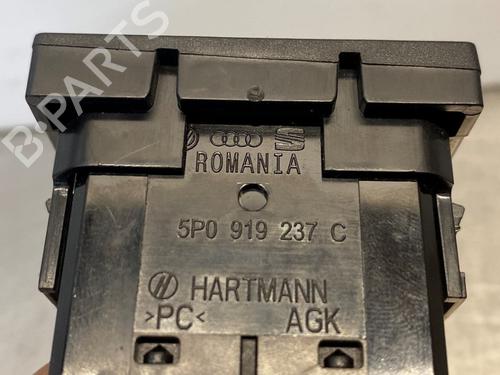 B-PARTS
ROMANIA
5P0 919 237 C
HARTMANN
>PC< AGK